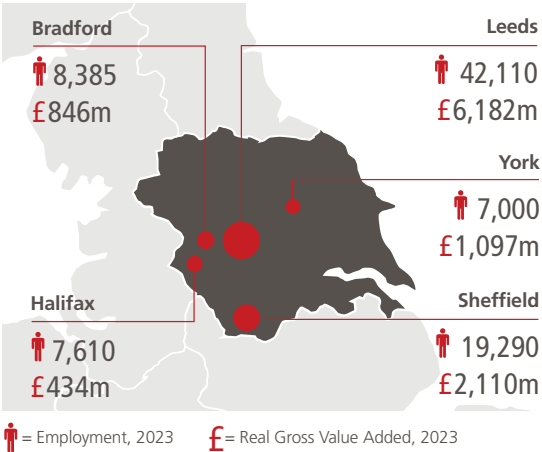 Bradford
8,385
£846m
Leeds
42,110
£6,182m
York
7,000
£1,097m
Halifax
7,610
£434m
Sheffield
19,290
£2,110m
= Employment, 2023
£ = Real Gross Value Added, 2023